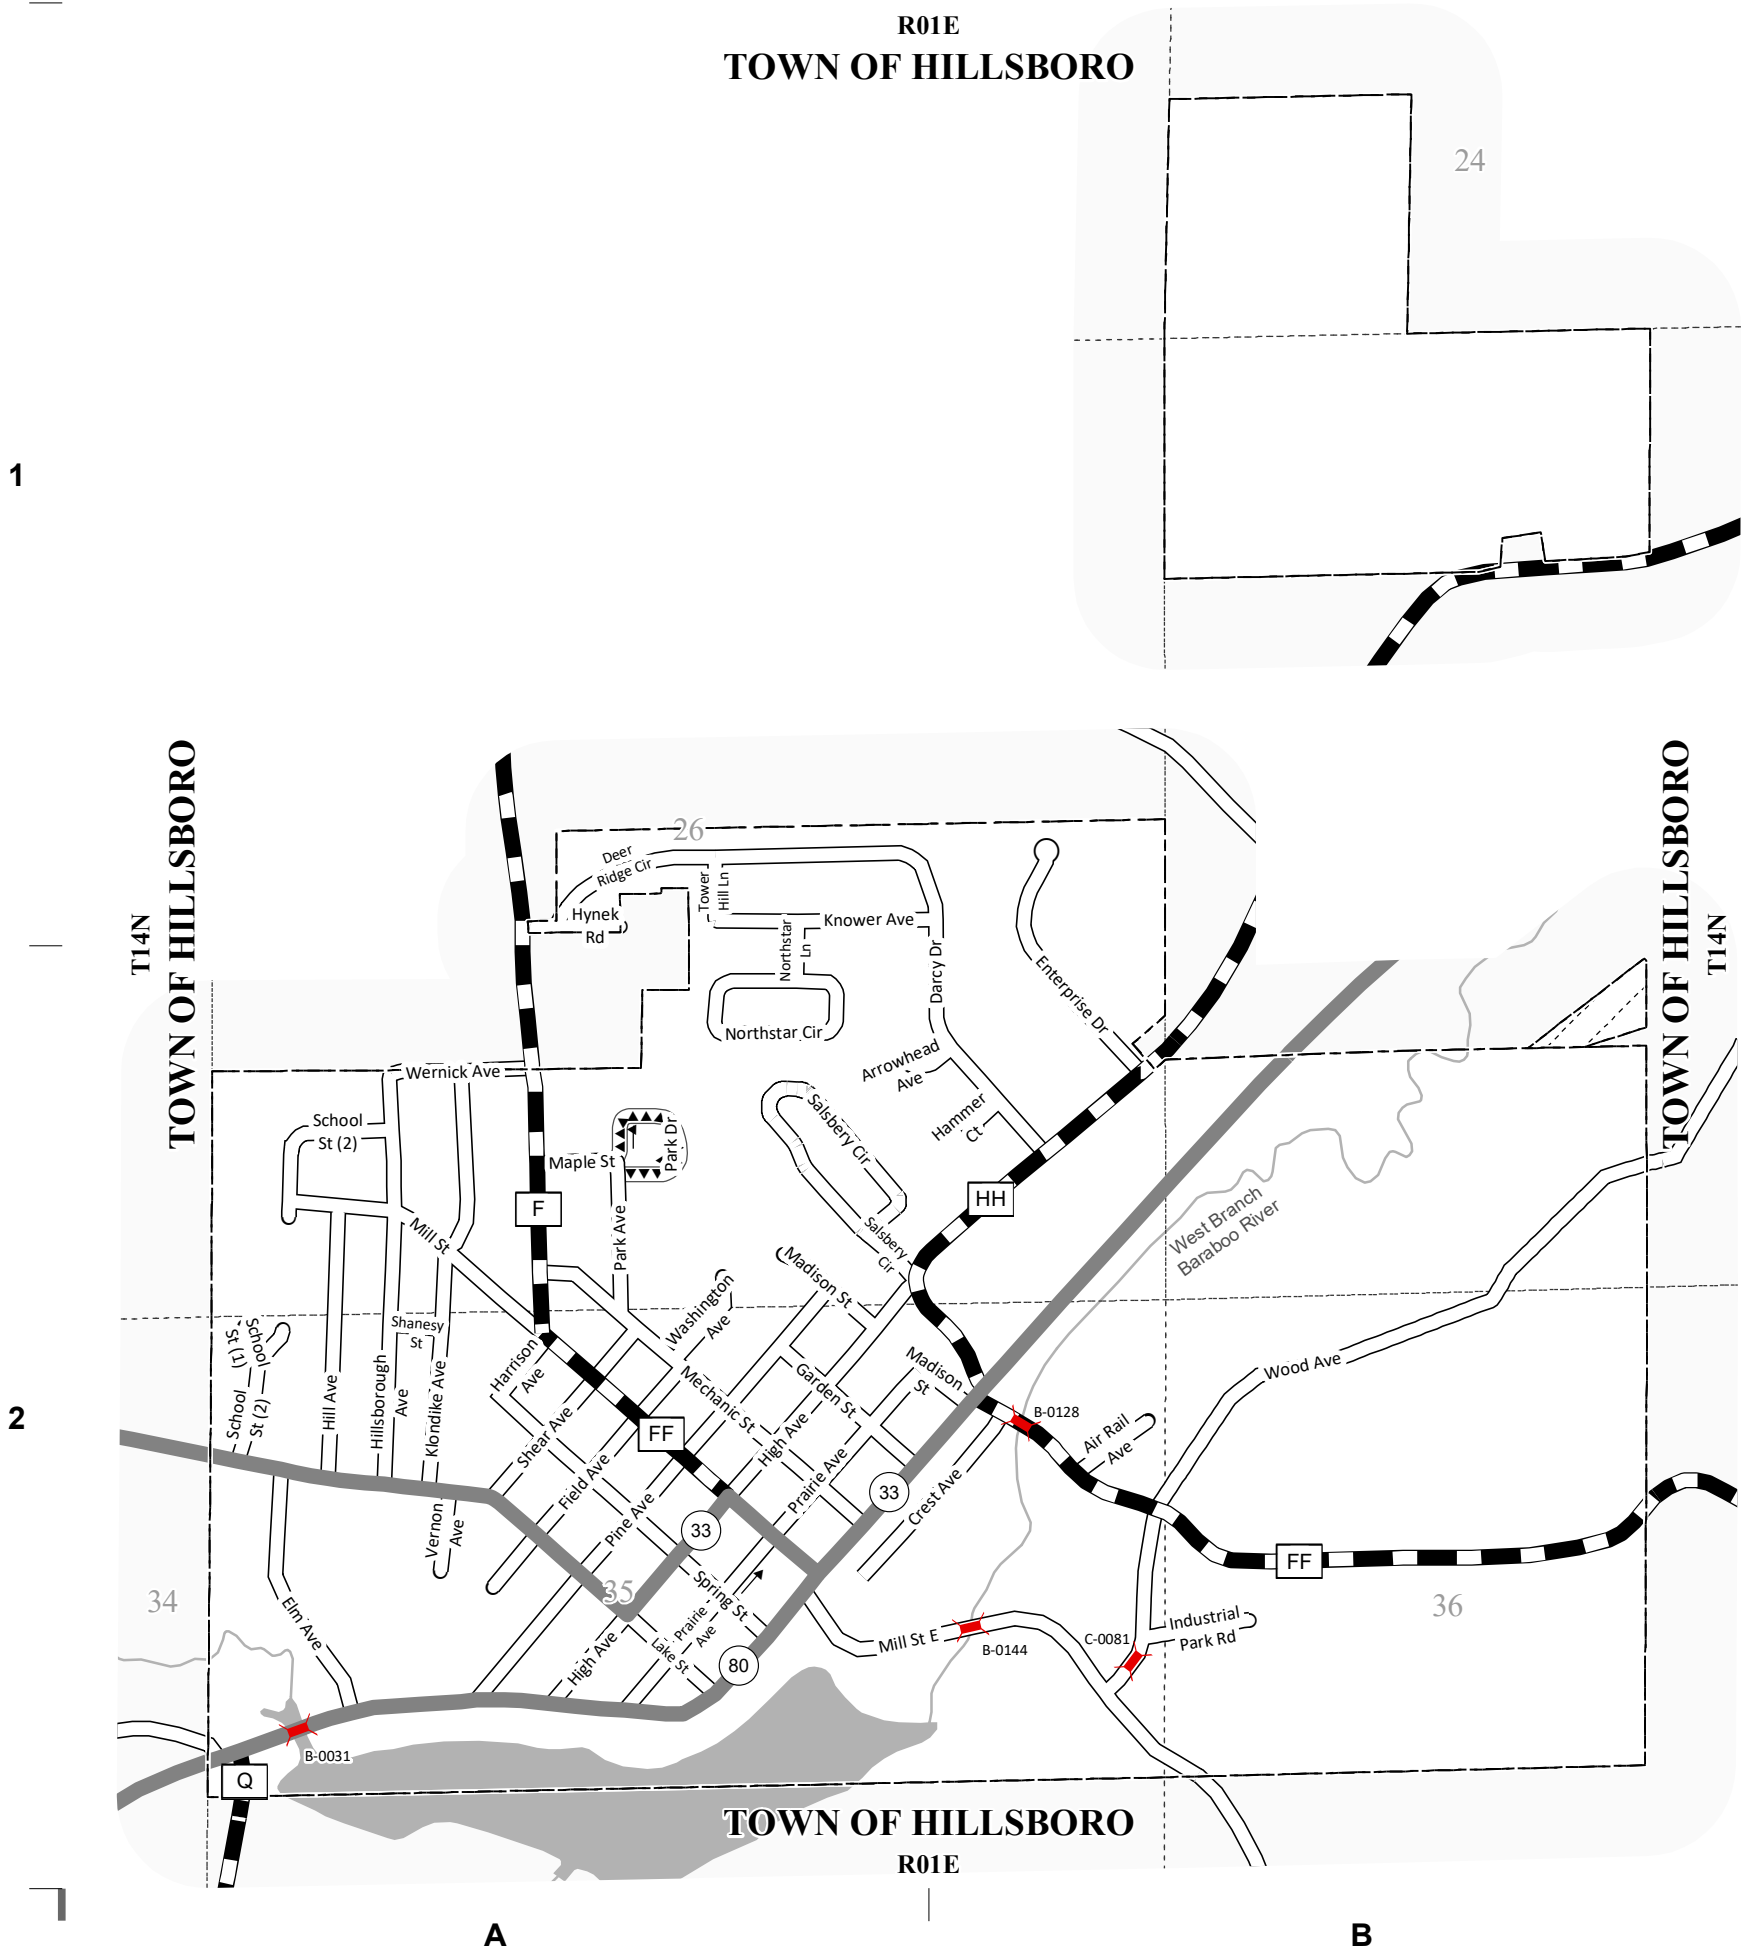 R01E
TOWN OF HILLSBORO
24
1
TOWN OF HILLSBORO
T14N
TOWN OF HILLSBORO
T14N
26
Deer
Ridge Cir
Tower
Hill Ln
Hynek
Rd
Knower Ave
Northstar
Ln
Northstar Cir
Darcy Dr
Enterprise Dr
Arrowhead
Ave
Hammer
Ct
Wernick Ave
School
St (2)
Maple St
Park Dr
Salsbery Cir
F
HH
Park Ave
Mill St
Salsbery
Cir
Madison St
West Branch
Baraboo River
Washington
Ave
School
St (1)
School
St (2)
Shanesy
St
Hill Ave
Hillsborough
Ave
Klondike Ave
Harrison
Ave
Mechanic St
Garden St
Madison
St
Wood Ave
2
Shear Ave
FF
High Ave
B-0128
Air Rail
Ave
Field Ave
Prairie Ave
33
Crest Ave
Vernon
Ave
Pine Ave
33
FF
34
35
Spring St
36
Elm Ave
Prairie
Ave
Industrial
Park Rd
High Ave
Lake St
80
Mill St E
B-0144
C-0081
B-0031
Q
TOWN OF HILLSBORO
R01E
A
B